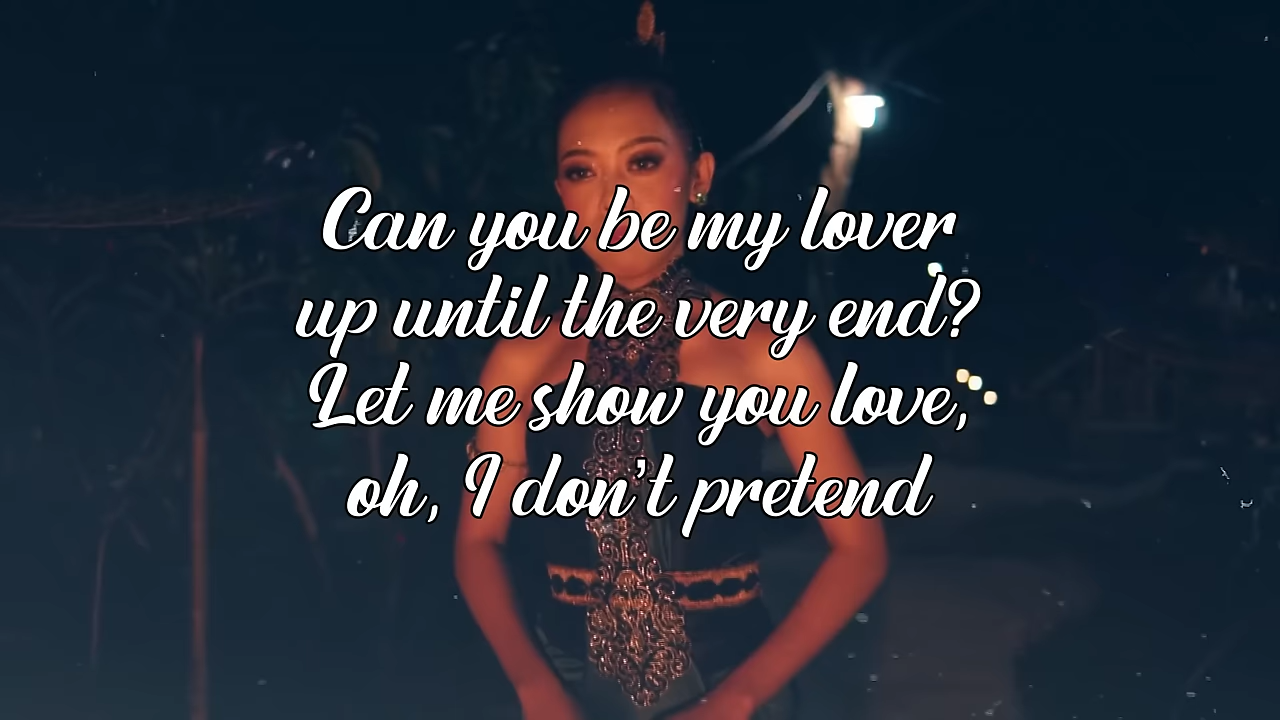 Can you be my lover
up until the very end?
Let me show you love,
oh, I don't pretend